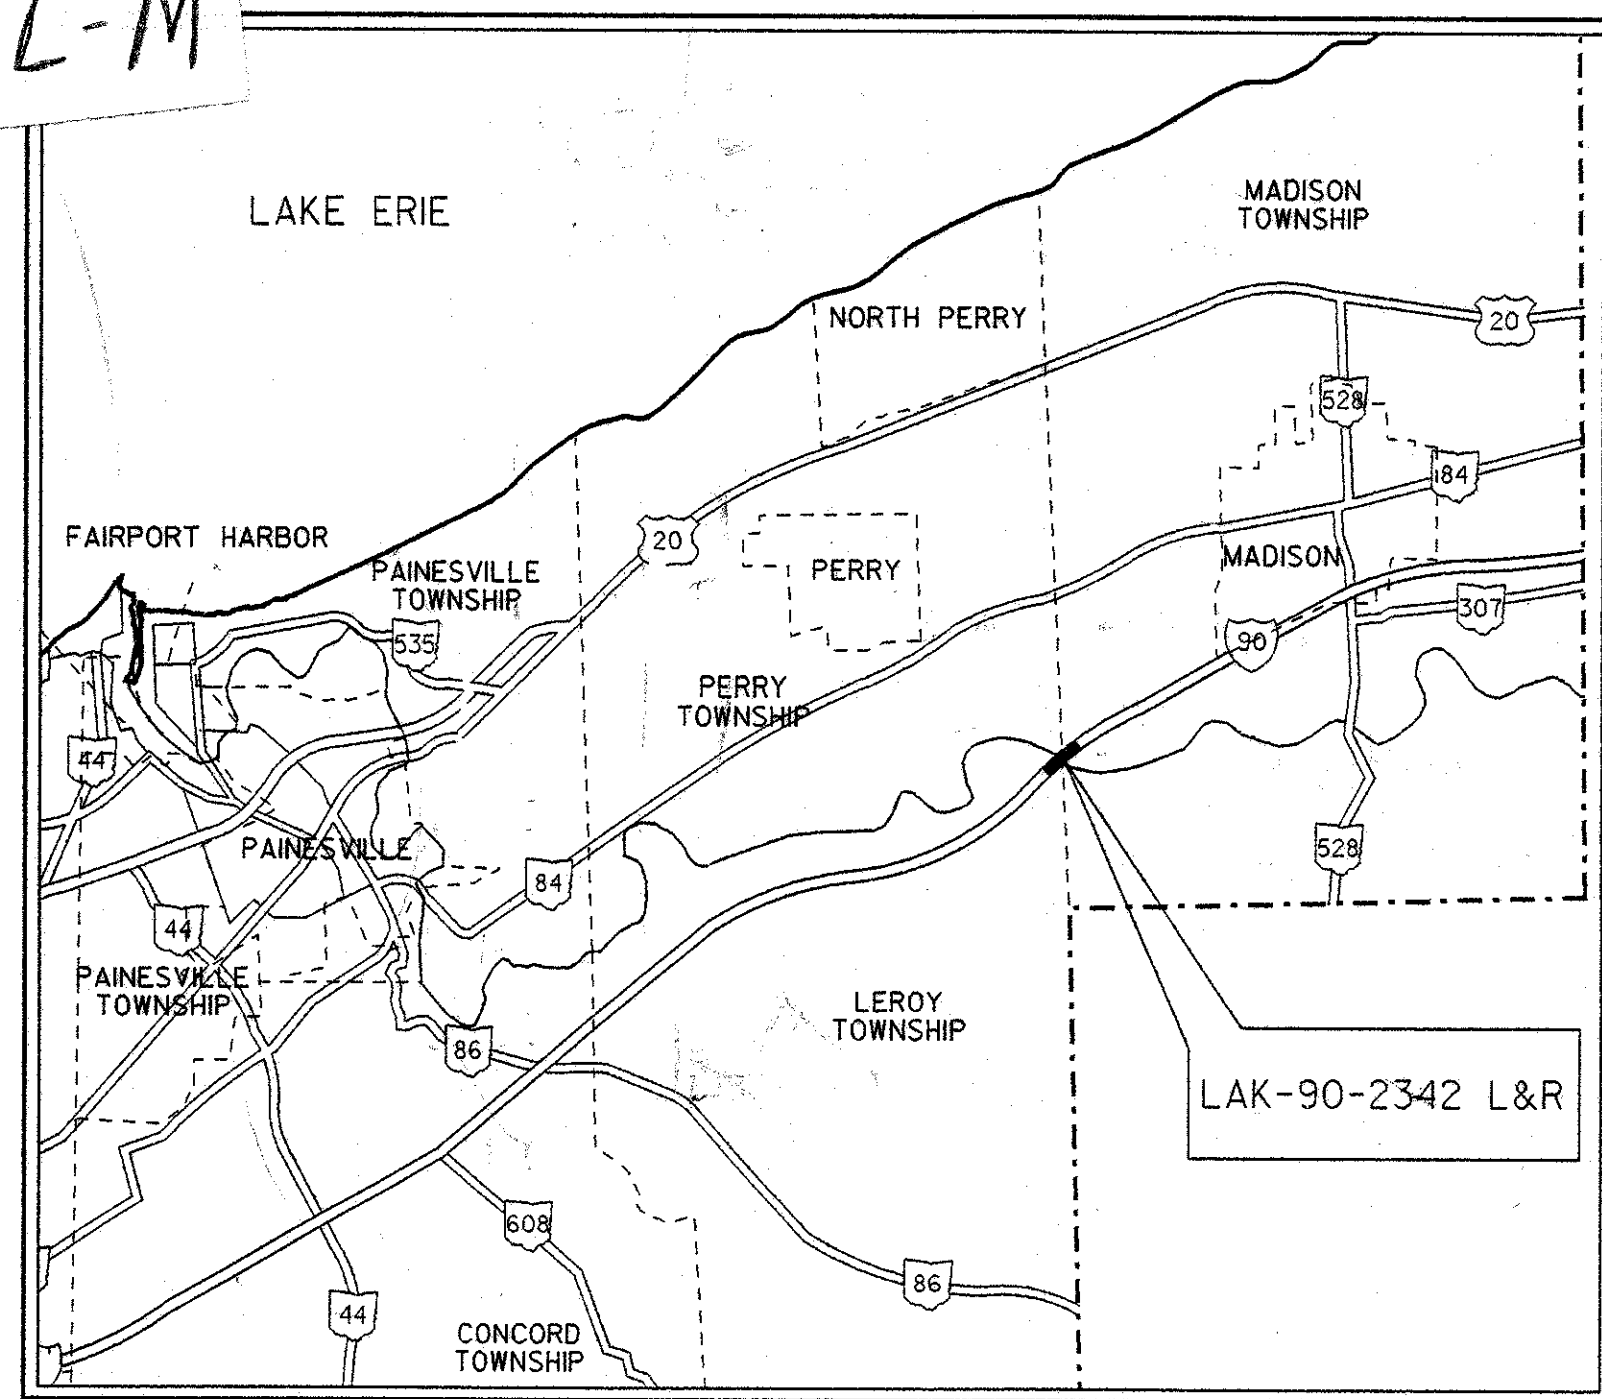 L-M
LAKE ERIE
MADISON
TOWNSHIP
NORTH PERRY
20
528
84
FAIRPORT HARBOR
20
PAINESVILLE
TOWNSHIP
PERRY
MADISON
307
535
90
PERRY
TOWNSHIP
44
PAINESVILLE
528
84
44
PAINESVILLE
TOWNSHIP
LEROY
TOWNSHIP
86
LAK-90-2342 L&R
608
86
44
CONCORD
TOWNSHIP